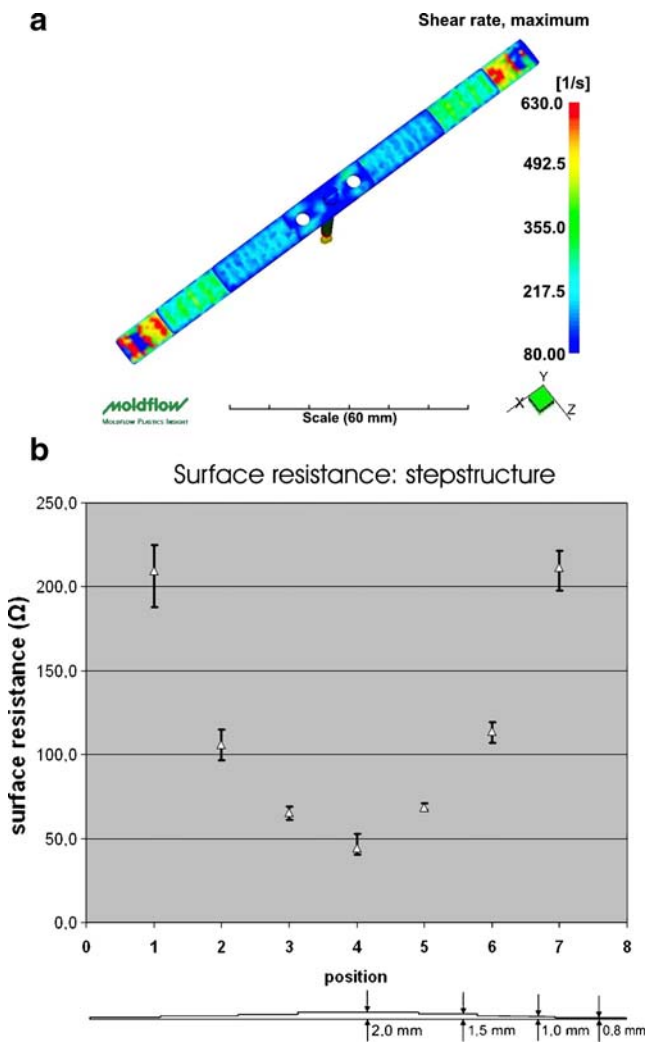 a
Shear rate, maximum
[1/s]
630.0
492.5
355.0
217.5
80.00
moldflow
MOLDFLOW PLASTICS INSIGHT
Scale (60 mm)
X
Y
Z
b
Surface resistance: stepstructure
surface resistance (Ω)
250.0
200.0
150.0
100.0
50.0
0.0
0 1 2 3 4 5 6 7 8
position
2.0 mm 1.5 mm 1.0 mm 0.8 mm